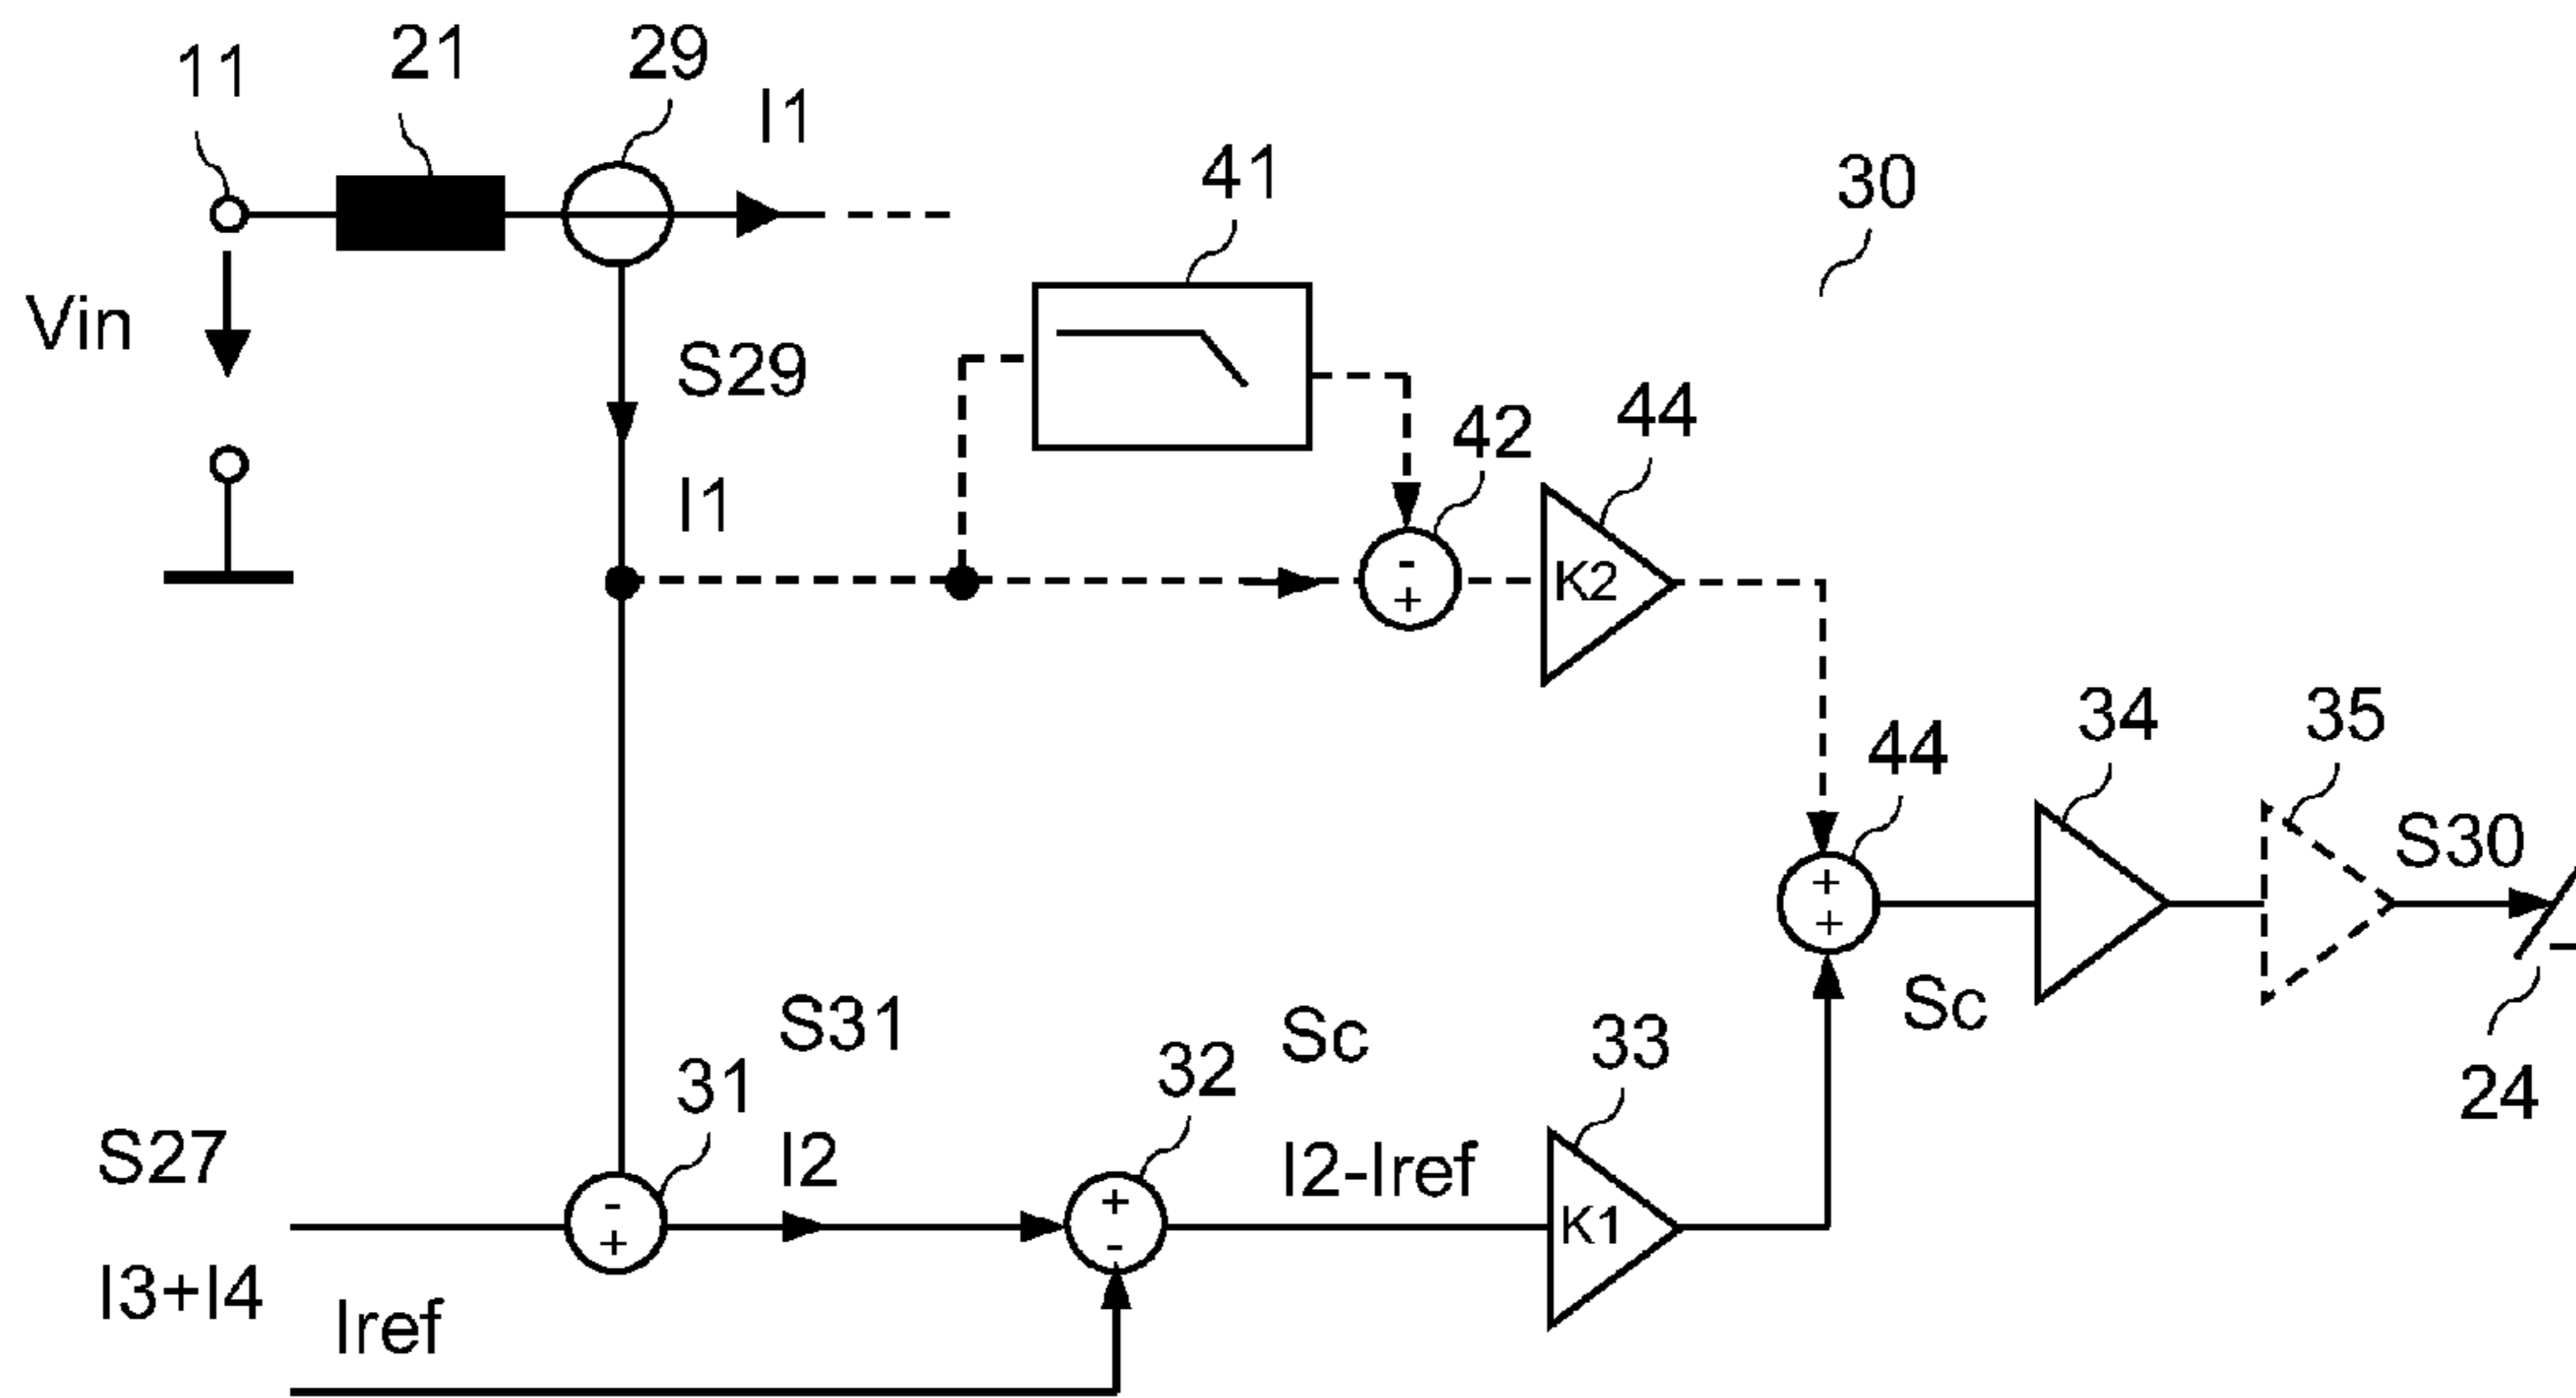 11
21
29
I1
41
30
Vin
S29
42
44
I1
-
+
K2
34
35
44
S30
+
+
S31
Sc
Sc
33
24
31
32
S27
I2
I2-Iref
-
+
+
-
K1
I3+I4
Iref